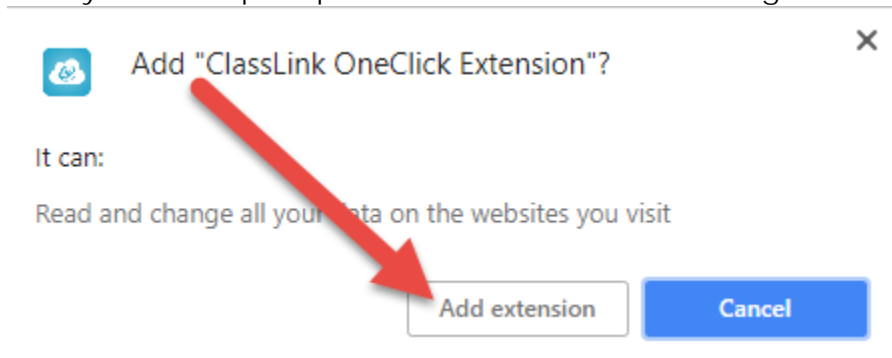 Add "ClassLink OneClick Extension"?
It can:
Read and change all your data on the websites you visit
Add extension
Cancel